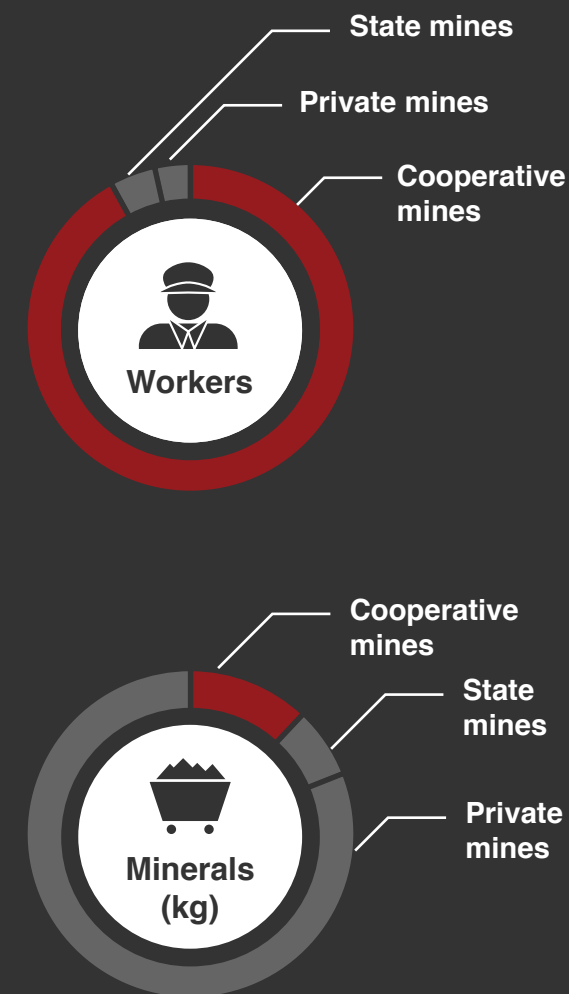 State mines
Private mines
Cooperative
mines
Workers
Cooperative
mines
State
mines
Private
mines
Minerals
(kg)